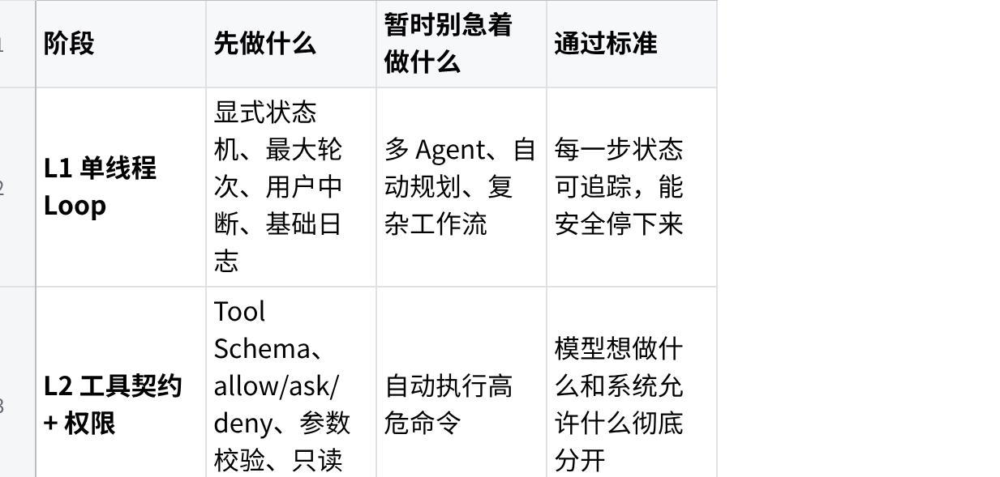 阶段
先做什么
暂时别急着
做什么
通过标准
L1 单线程
Loop
显式状态
机、最大轮
次、用户中
断、基础日
志
多 Agent、自
动规划、复
杂工作流
每一步状态
可追踪，能
安全停下来
L2 工具契约
+ 权限
Tool
Schema、
allow/ask/
deny、参数
校验、只读
自动执行高
危命令
模型想做什
么和系统允
许什么彻底
分开